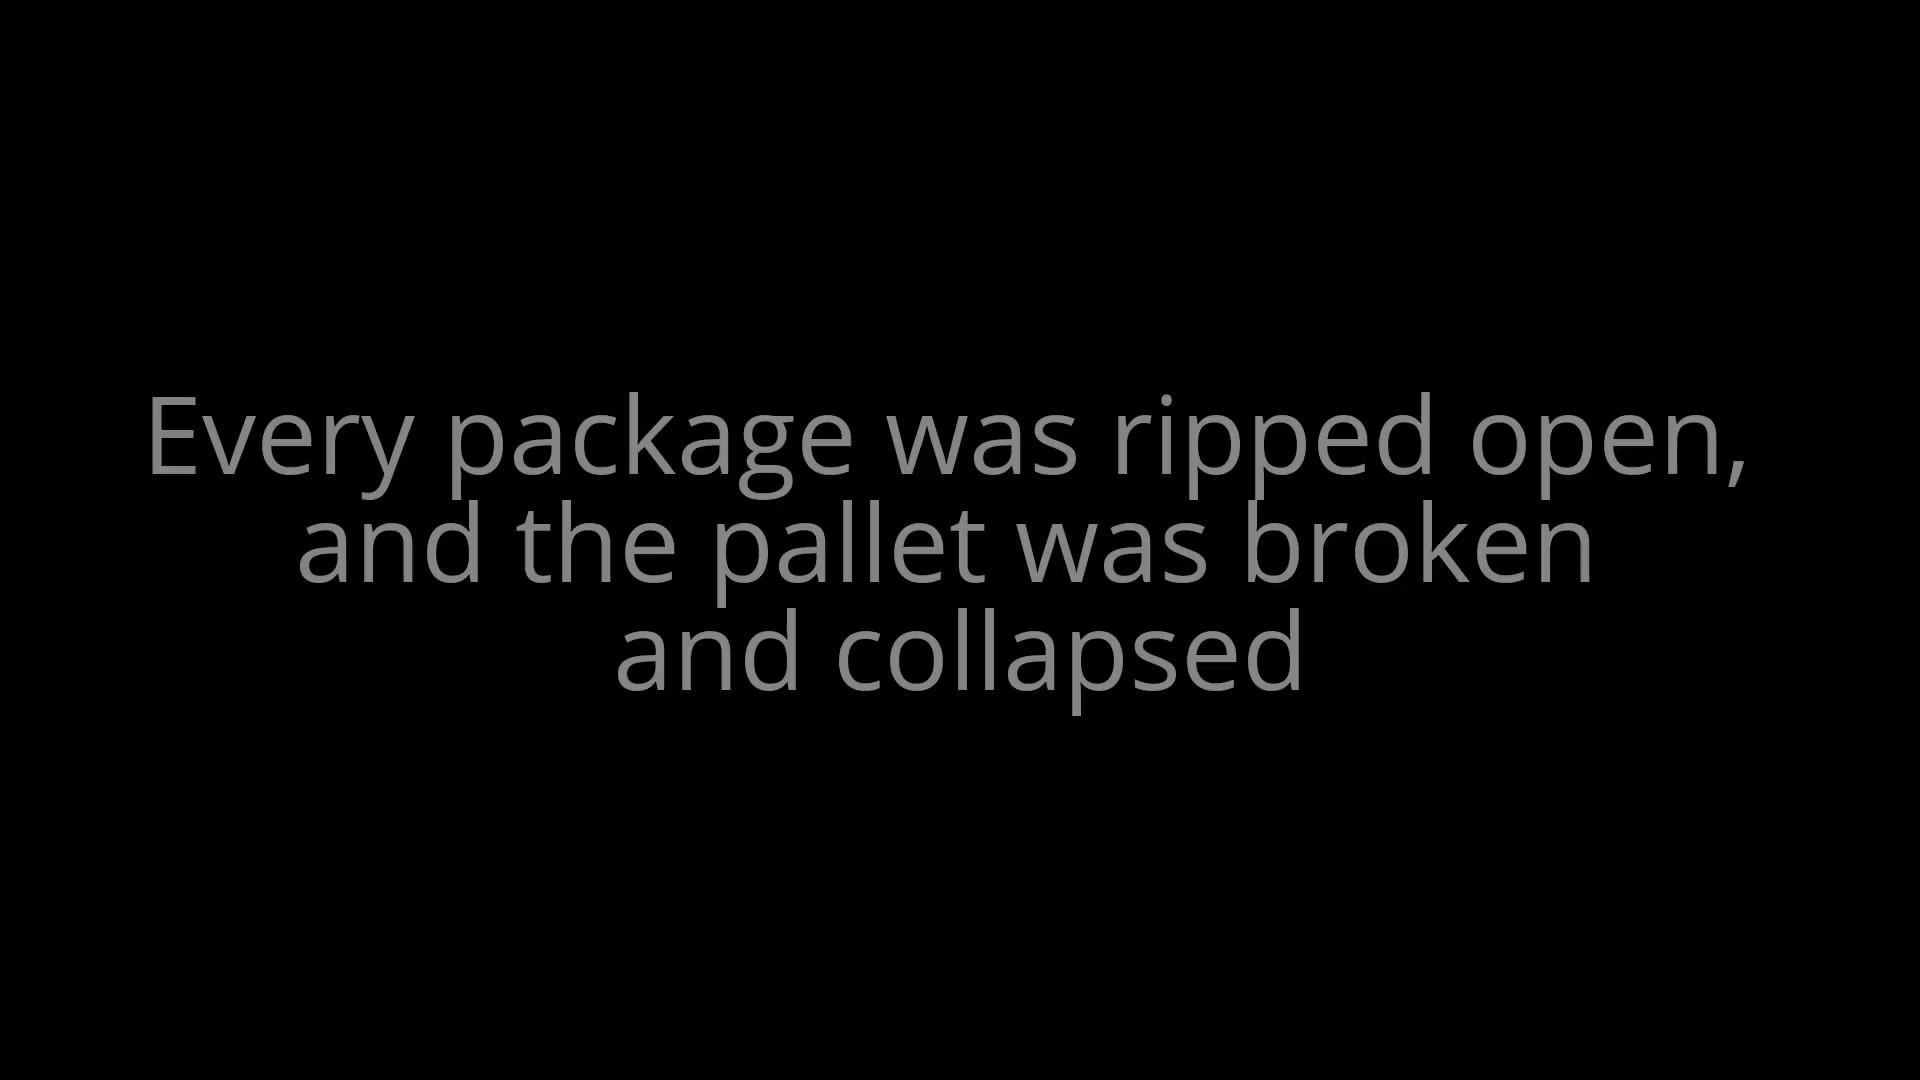 Every package was ripped open,
and the pallet was broken
and collapsed